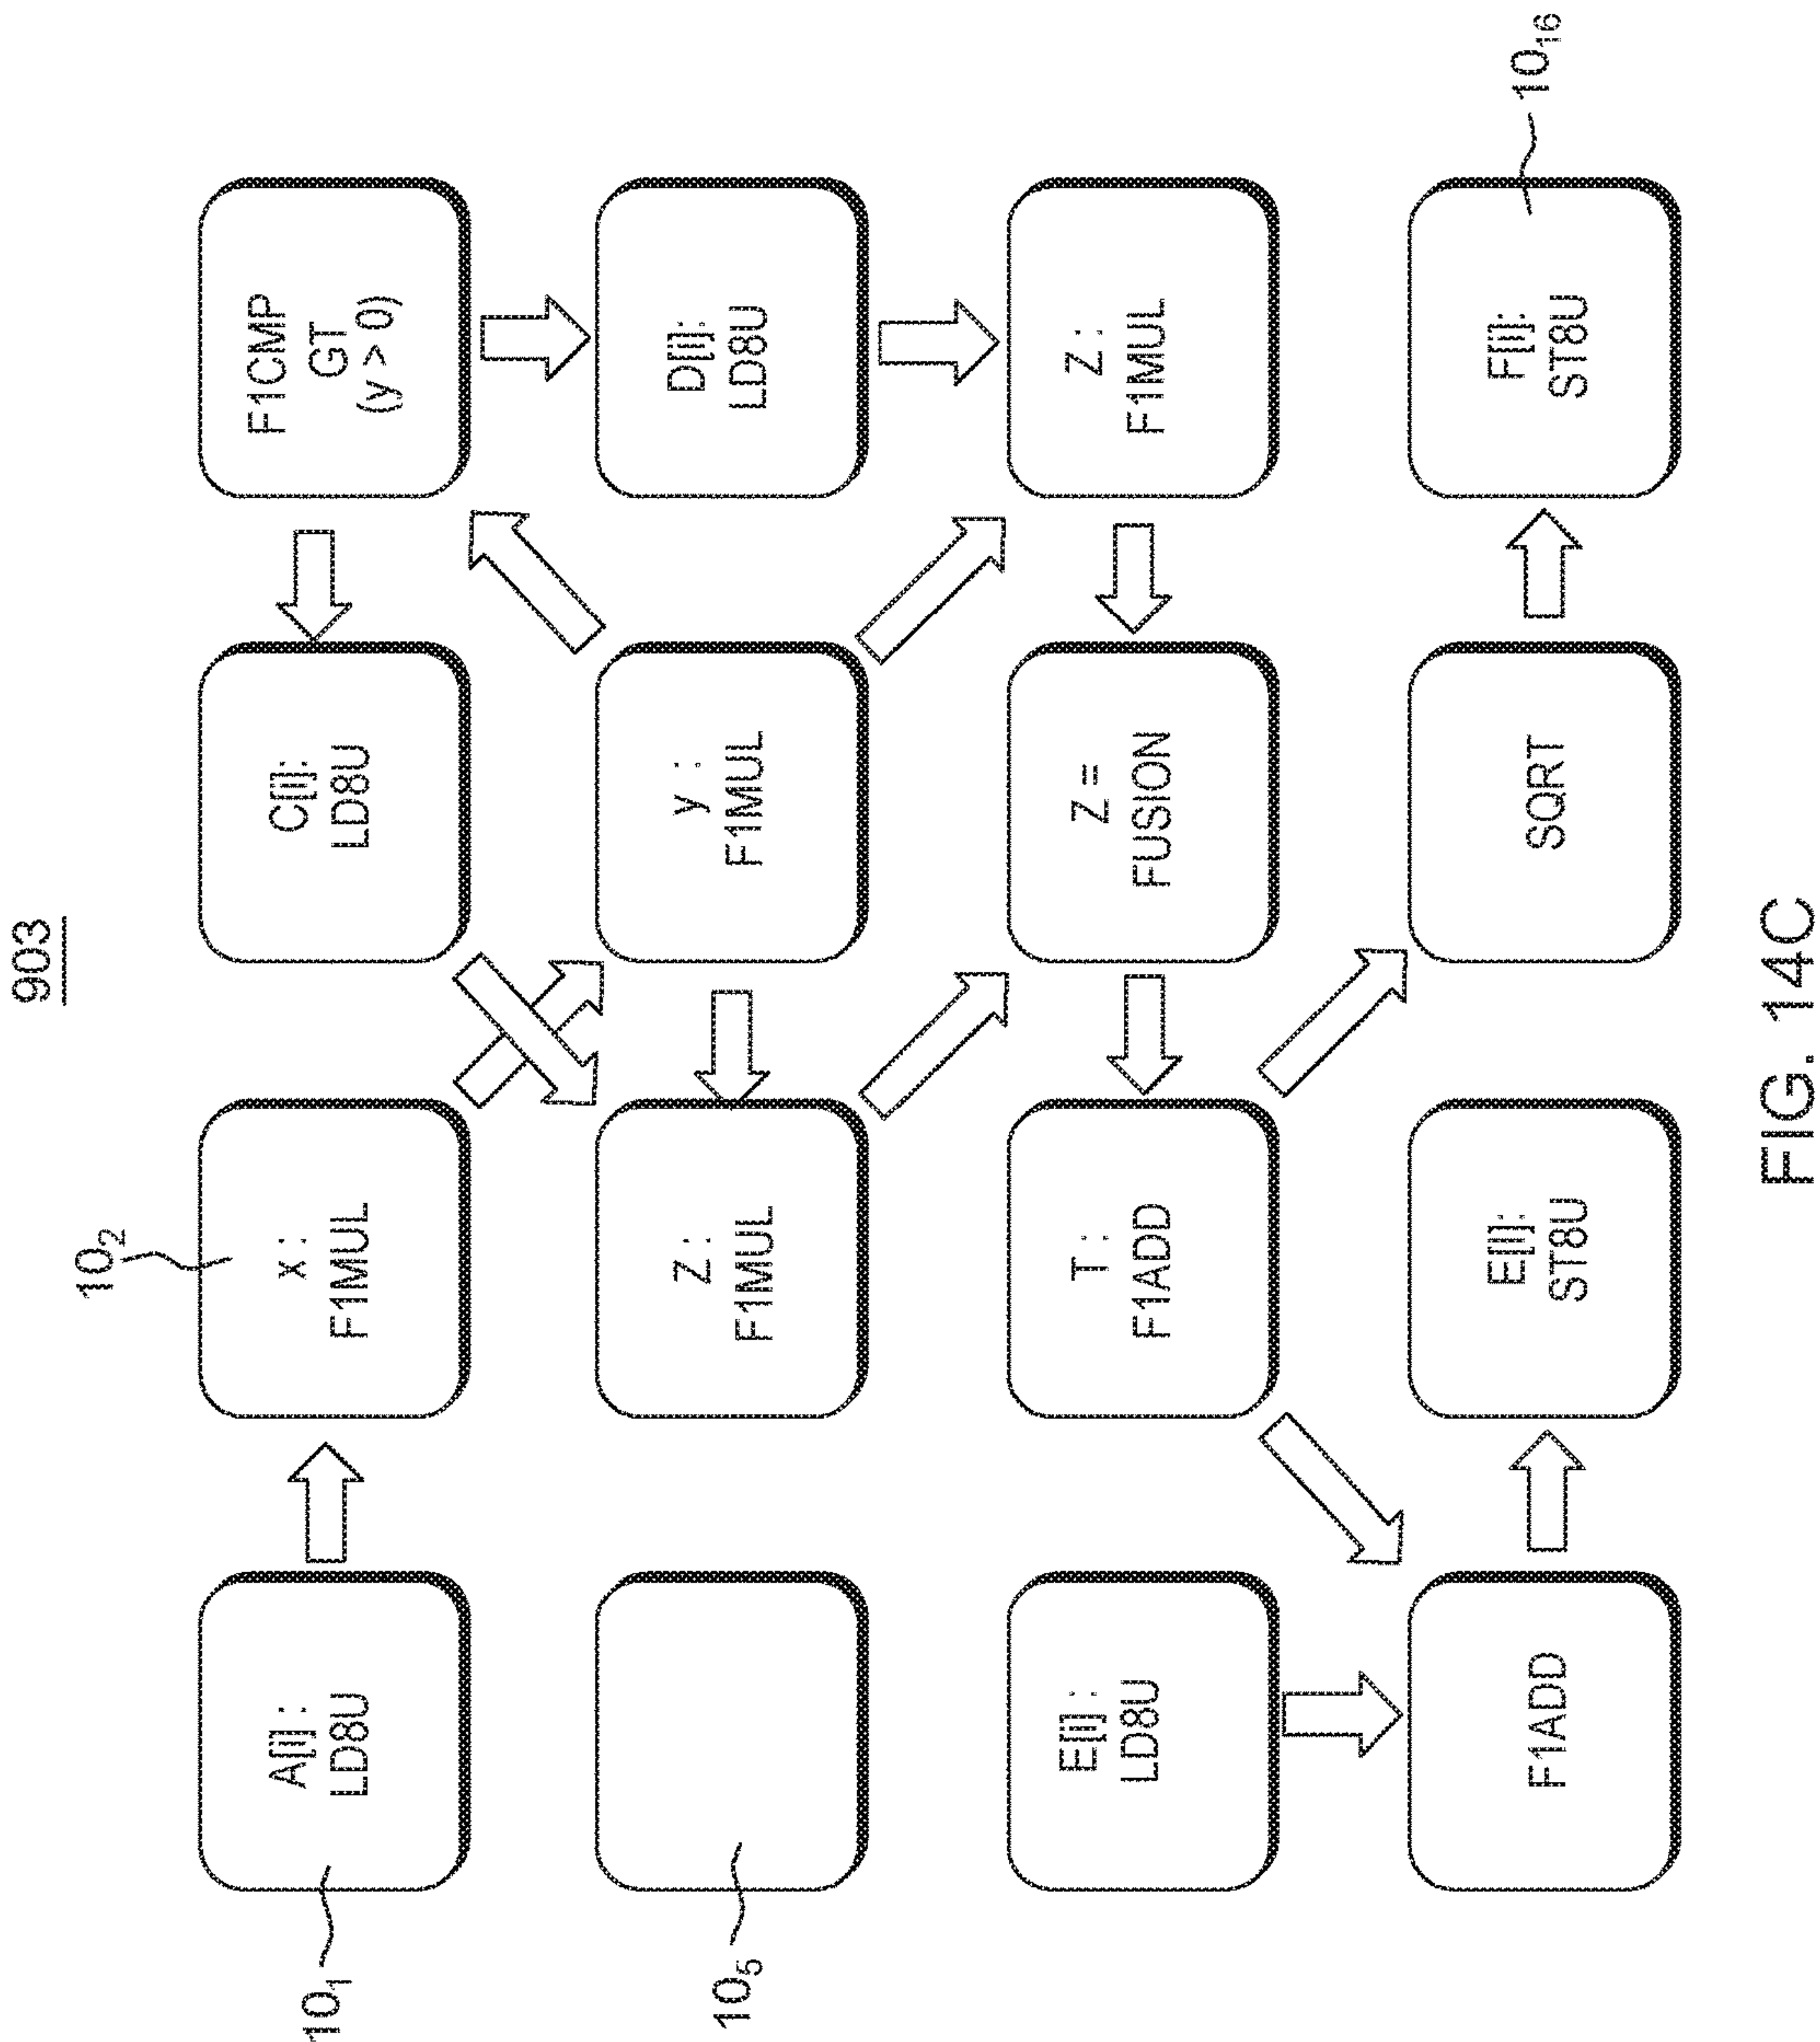 903
10₂
10₁
A[i] :
LD8U
x :
F1MUL
C[i]:
LD8U
F1CMP
GT
(y > 0)
10₅
Z :
F1MUL
y :
F1MUL
D[i]:
LD8U
E[i] :
LD8U
T :
F1ADD
Z =
FUSION
Z :
F1MUL
F1ADD
E[i] :
ST8U
SQRT
F[i]:
ST8U
10₁₆
FIG. 14C